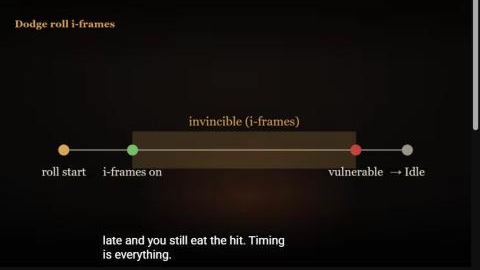 Dodge roll i-frames
invincible (i-frames)
roll start
i-frames on
vulnerable
→ Idle
late and you still eat the hit. Timing
is everything.